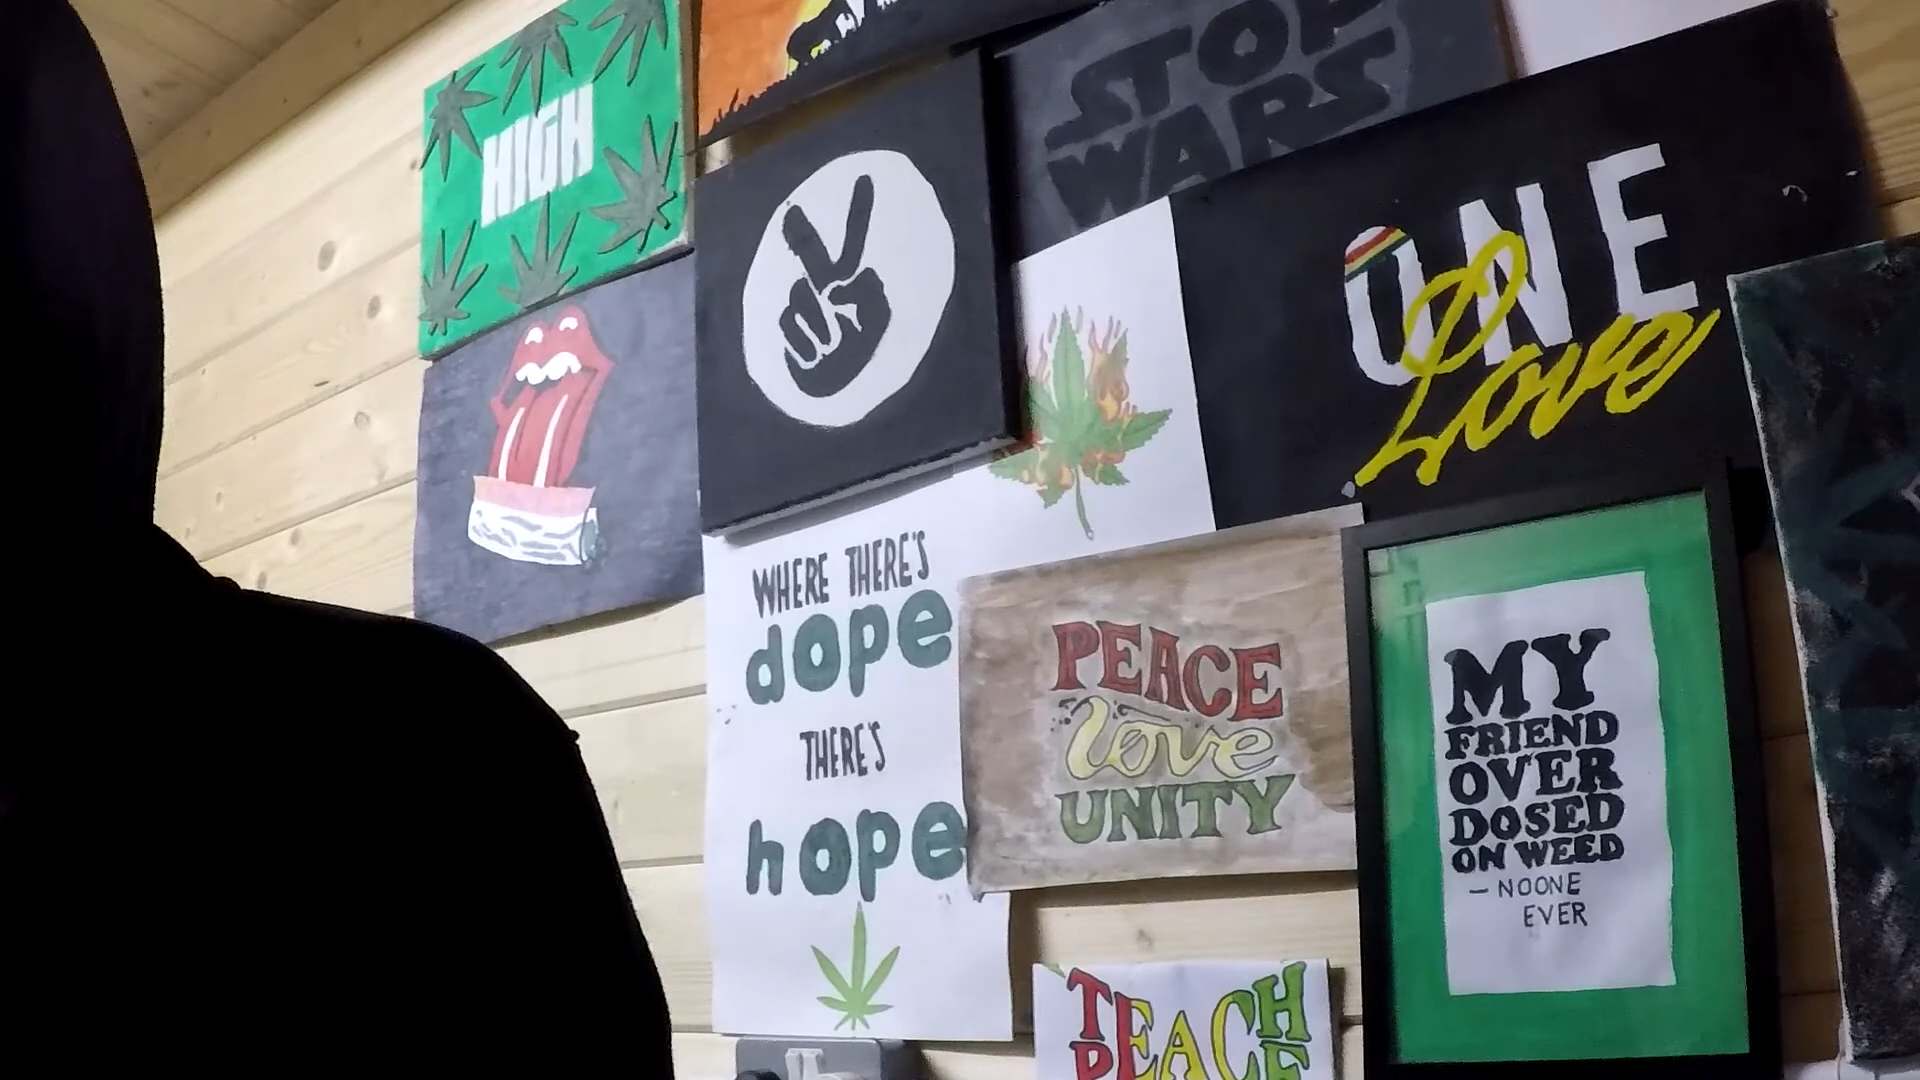 HIGH
STOP
WARS
ONE
Love
WHERE THERE'S
dope
THERE'S
hope
PEACE
love
UNITY
MY
FRIEND
OVER
DOSED
ON WEED
- NOONE
EVER
TEACH